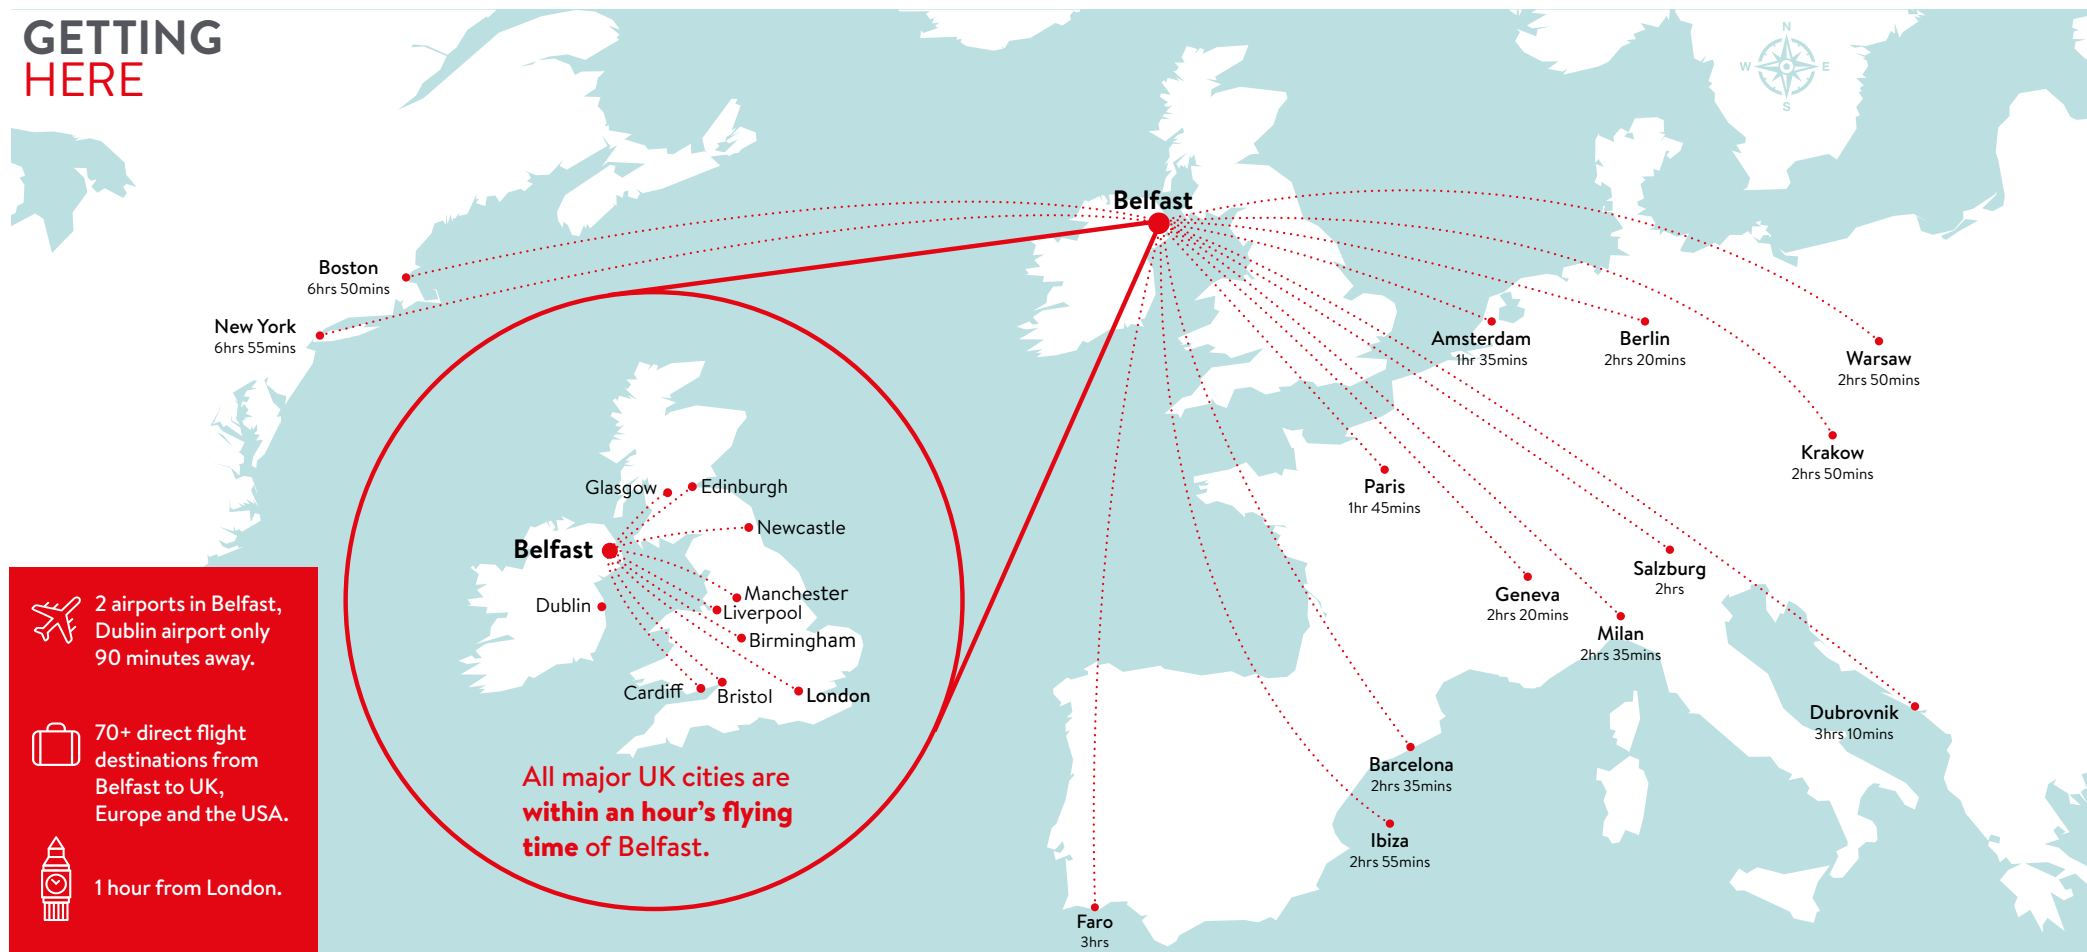 GETTING
HERE
N
W
E
S
Belfast
Boston
6hrs 50mins
New York
6hrs 55mins
Amsterdam
1hr 35mins
Berlin
2hrs 20mins
Warsaw
2hrs 50mins
Krakow
2hrs 50mins
Paris
1hr 45mins
Geneva
2hrs 20mins
Salzburg
2hrs
Milan
2hrs 35mins
Dubrovnik
3hrs 10mins
Barcelona
2hrs 35mins
Ibiza
2hrs 55mins
Faro
3hrs
Glasgow
Edinburgh
Newcastle
Belfast
Dublin
Manchester
Liverpool
Birmingham
Cardiff
Bristol
London
All major UK cities are
within an hour's flying
time of Belfast.
2 airports in Belfast,
Dublin airport only
90 minutes away.
70+ direct flight
destinations from
Belfast to UK,
Europe and the USA.
1 hour from London.